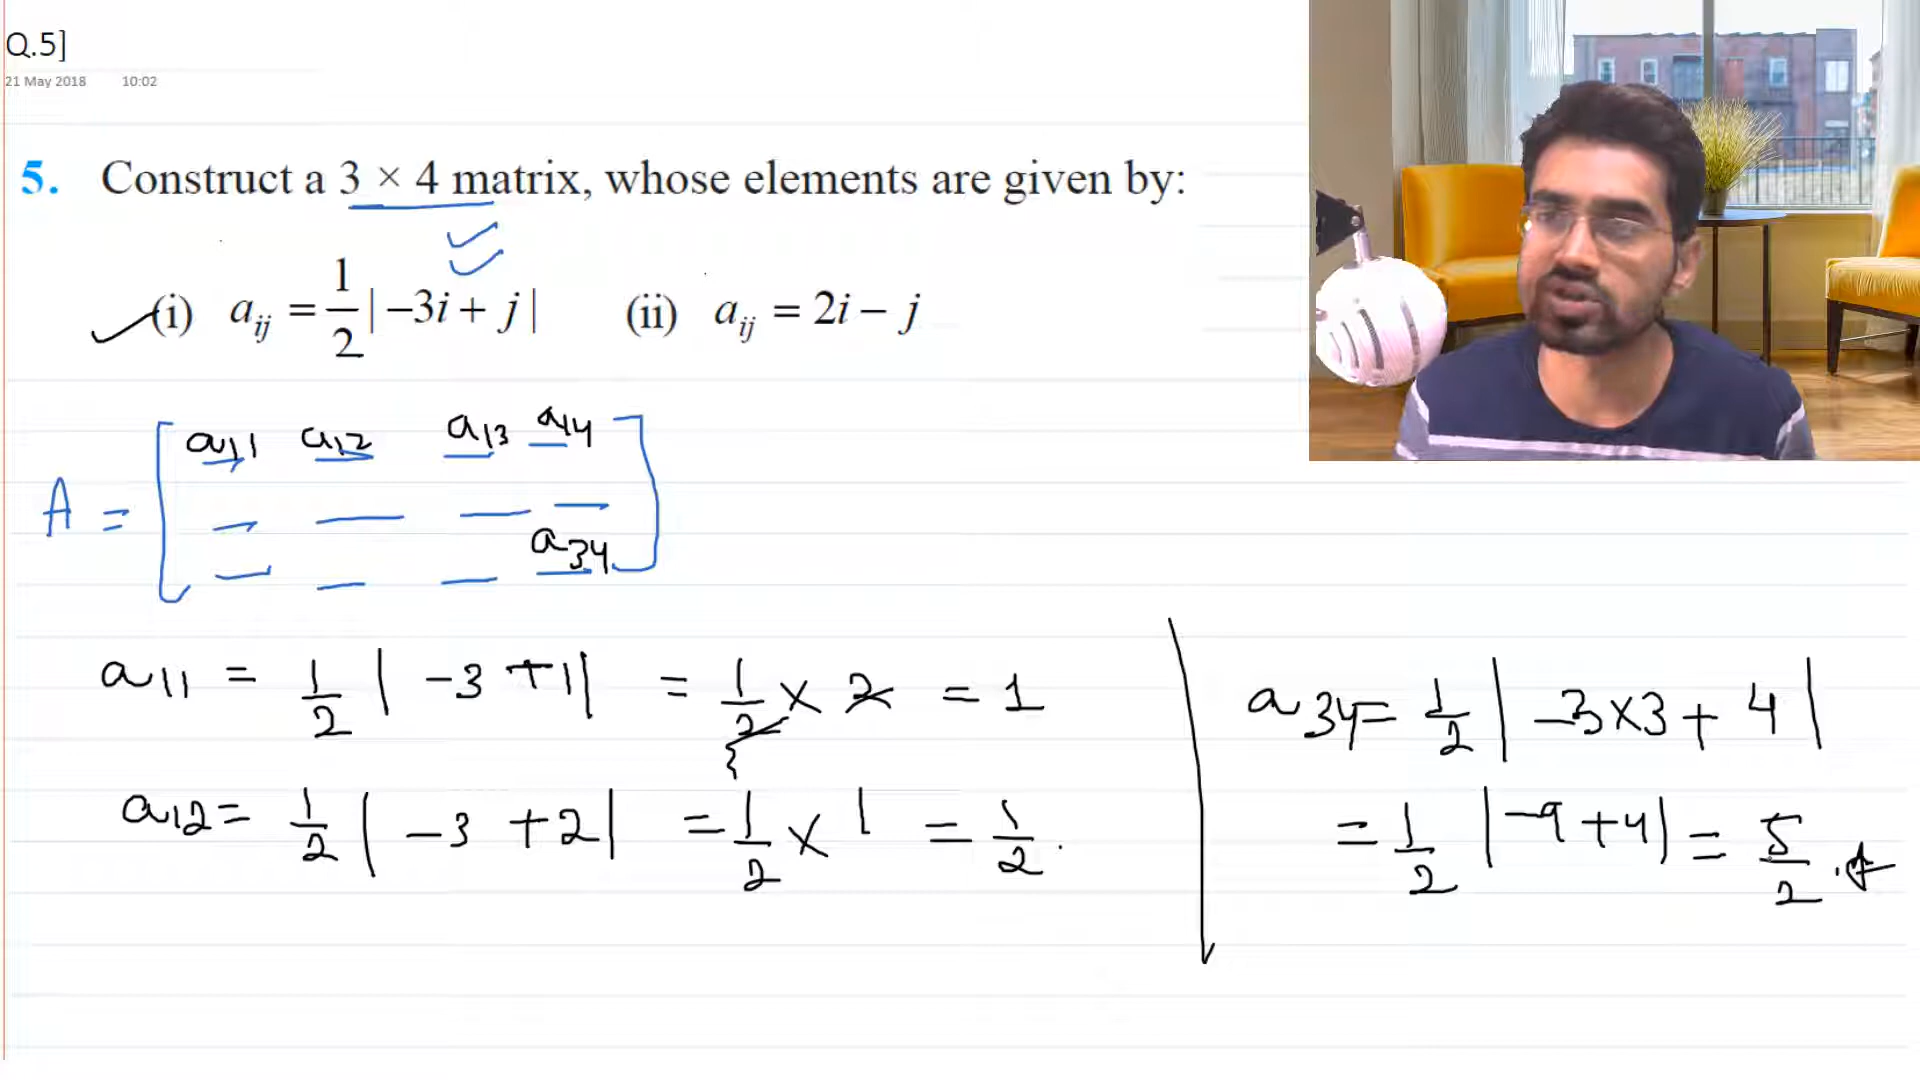 Q.5]
21 May 2018 10:02
5. Construct a 3 × 4 matrix, whose elements are given by:
(i) aij = 1/2 |−3i + j| (ii) aij = 2i − j
a11 a12 a13 a14
A =
a34
a11 = 1/2 | −3 +1| = 1/2 × 2 = 1
a12 = 1/2 | −3 +2| = 1/2 × 1 = 1/2 .
a34 = 1/2 | −3×3 + 4 |
= 1/2 |−9 +4| = 5/2 .